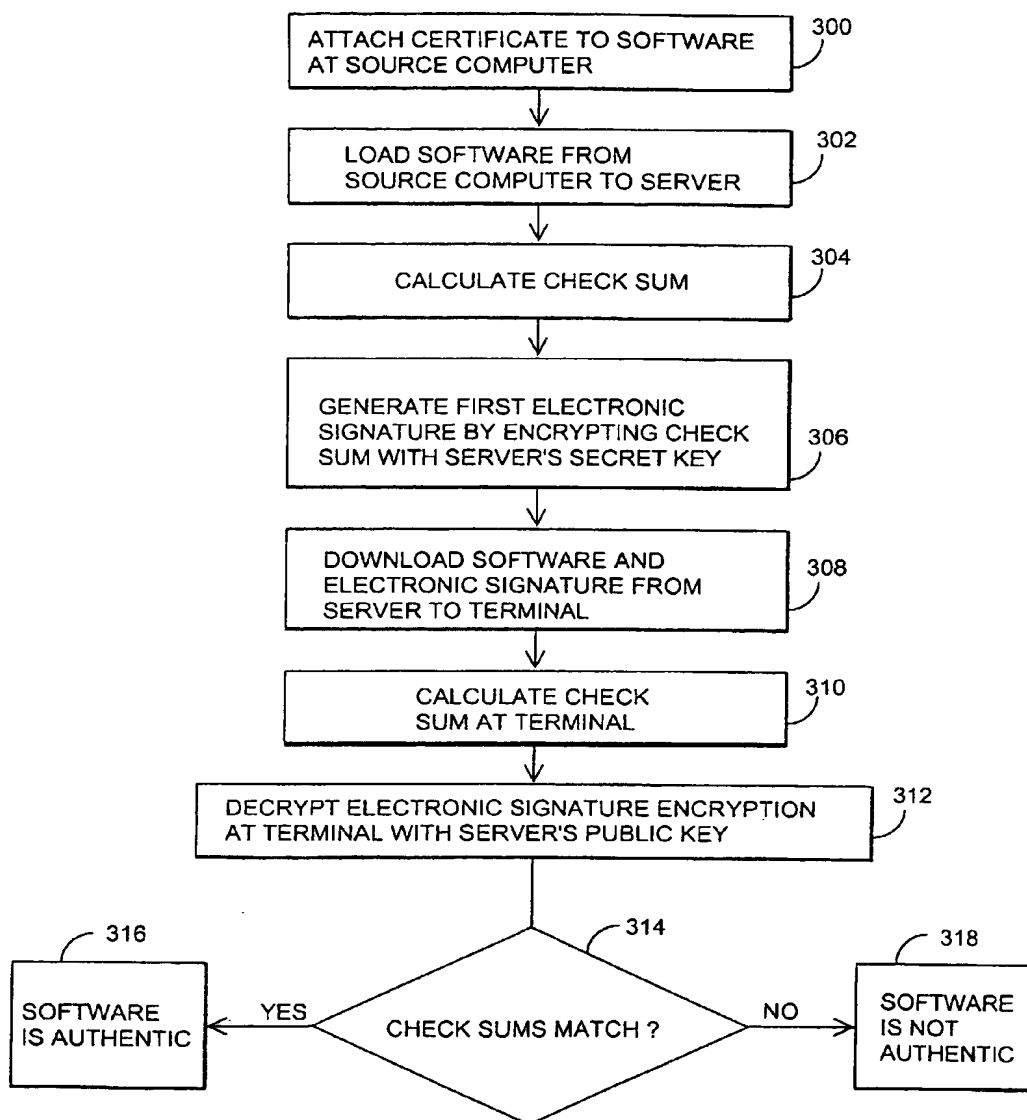 ATTACH CERTIFICATE TO SOFTWARE
AT SOURCE COMPUTER
300
LOAD SOFTWARE FROM
SOURCE COMPUTER TO SERVER
302
CALCULATE CHECK SUM
304
GENERATE FIRST ELECTRONIC
SIGNATURE BY ENCRYPTING CHECK
SUM WITH SERVER'S SECRET KEY
306
DOWNLOAD SOFTWARE AND
ELECTRONIC SIGNATURE FROM
SERVER TO TERMINAL
308
CALCULATE CHECK
SUM AT TERMINAL
310
DECRYPT ELECTRONIC SIGNATURE ENCRYPTION
AT TERMINAL WITH SERVER'S PUBLIC KEY
312
314
CHECK SUMS MATCH ?
YES
316
SOFTWARE
IS AUTHENTIC
NO
318
SOFTWARE
IS NOT
AUTHENTIC